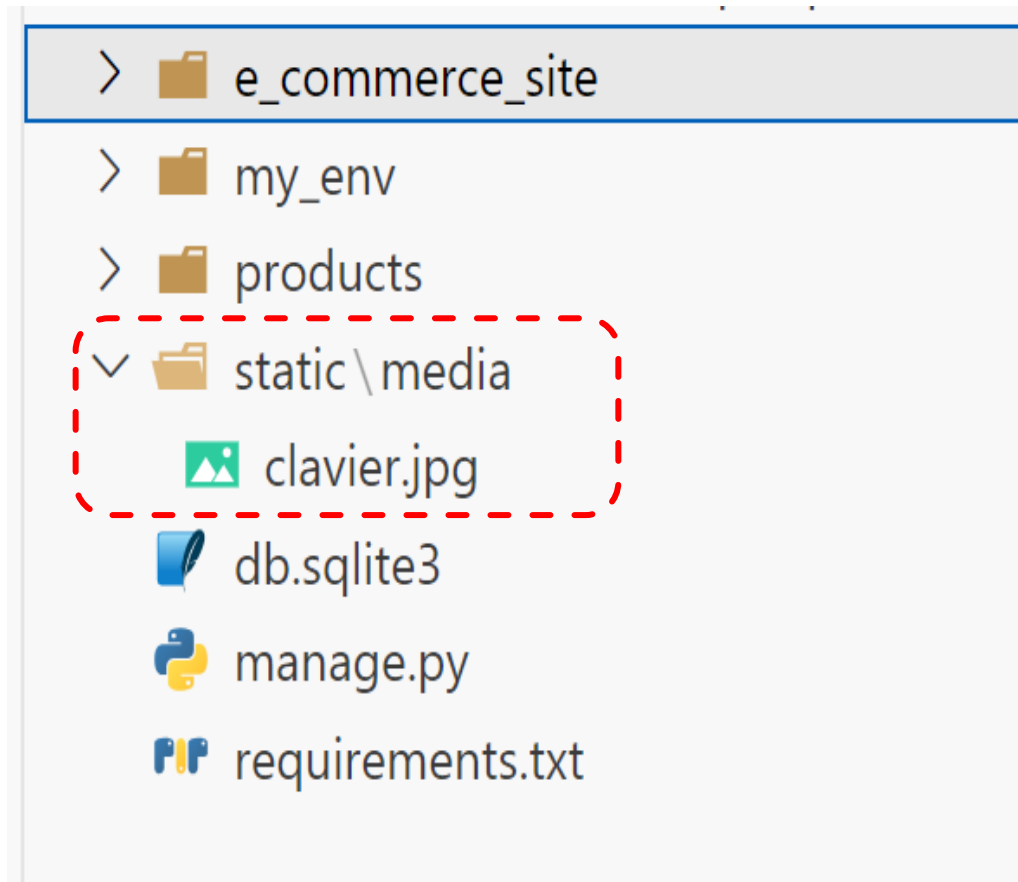 e_commerce_site
my_env
products
static\media
clavier.jpg
db.sqlite3
manage.py
requirements.txt